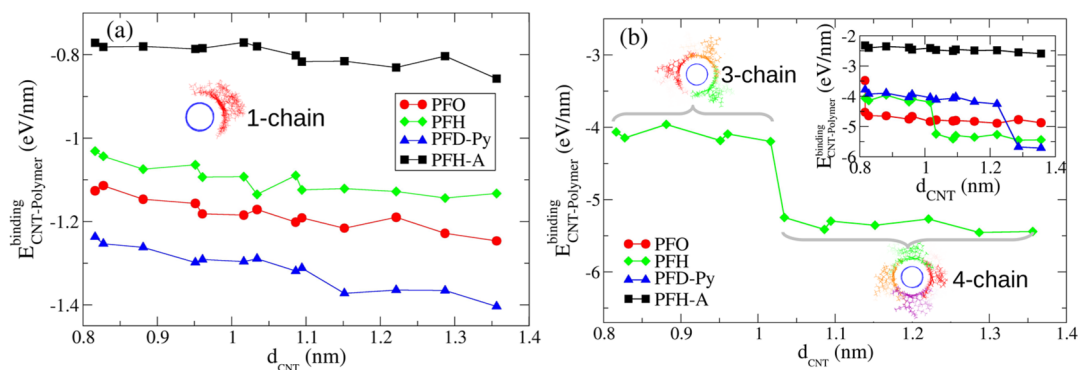 (a)
-0.8
-1
-1.2
-1.4
E^binding_CNT-Polymer (eV/nm)
1-chain
PFO
PFH
PFD-Py
PFH-A
0.8 0.9 1 1.1 1.2 1.3 1.4
d_CNT (nm)
(b)
-3
-4
-5
-6
E^binding_CNT-Polymer (eV/nm)
3-chain
4-chain
PFO
PFH
PFD-Py
PFH-A
0.8 0.9 1 1.1 1.2 1.3 1.4
d_CNT (nm)
-2
-3
-4
-5
-6
E^binding_CNT-Polymer (eV/nm)
0.8 1 1.2 1.4
d_CNT (nm)